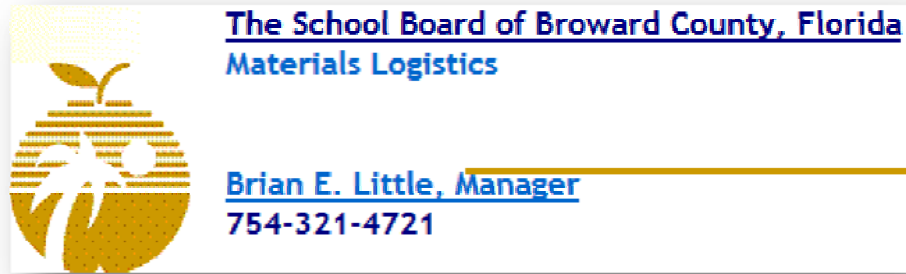 The School Board of Broward County, Florida
Materials Logistics
Brian E. Little, Manager
754-321-4721